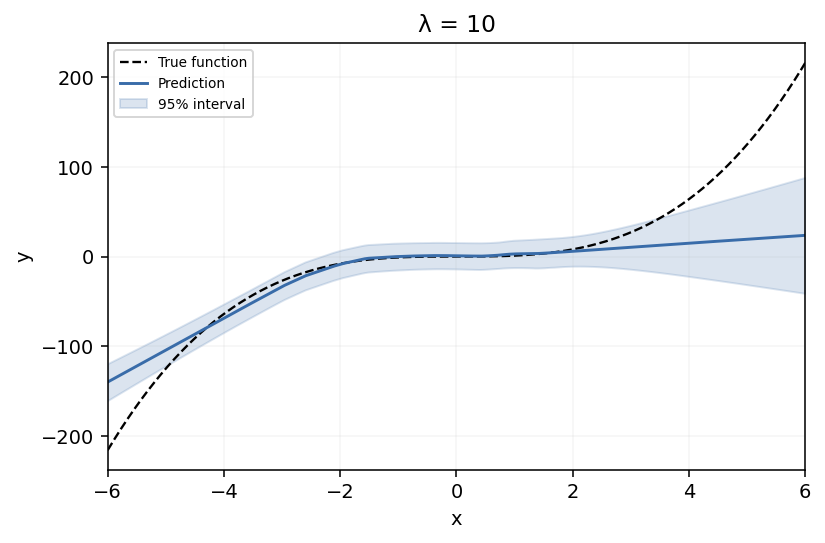 λ = 10
True function
Prediction
95% interval
200
100
0
−100
−200
y
−6
−4
−2
0
2
4
6
x